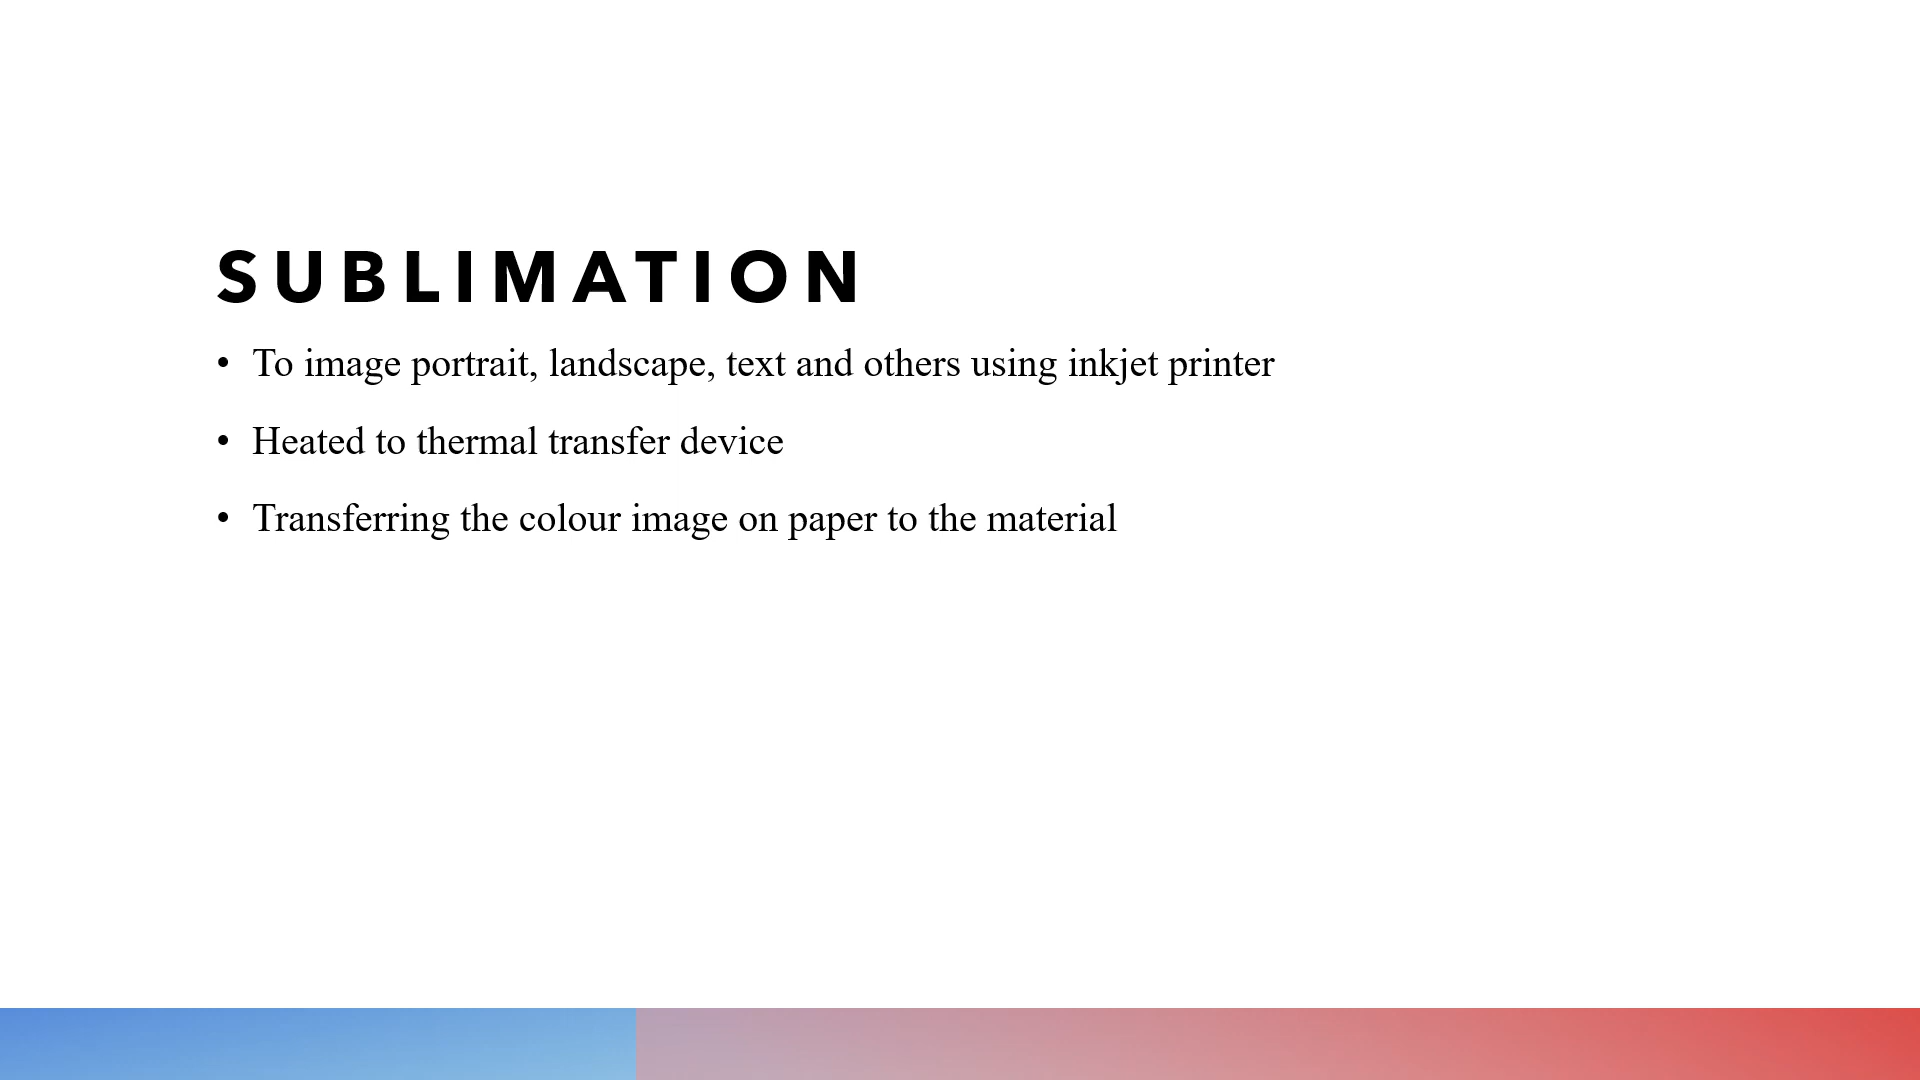 SUBLIMATION
• To image portrait, landscape, text and others using inkjet printer
• Heated to thermal transfer device
• Transferring the colour image on paper to the material